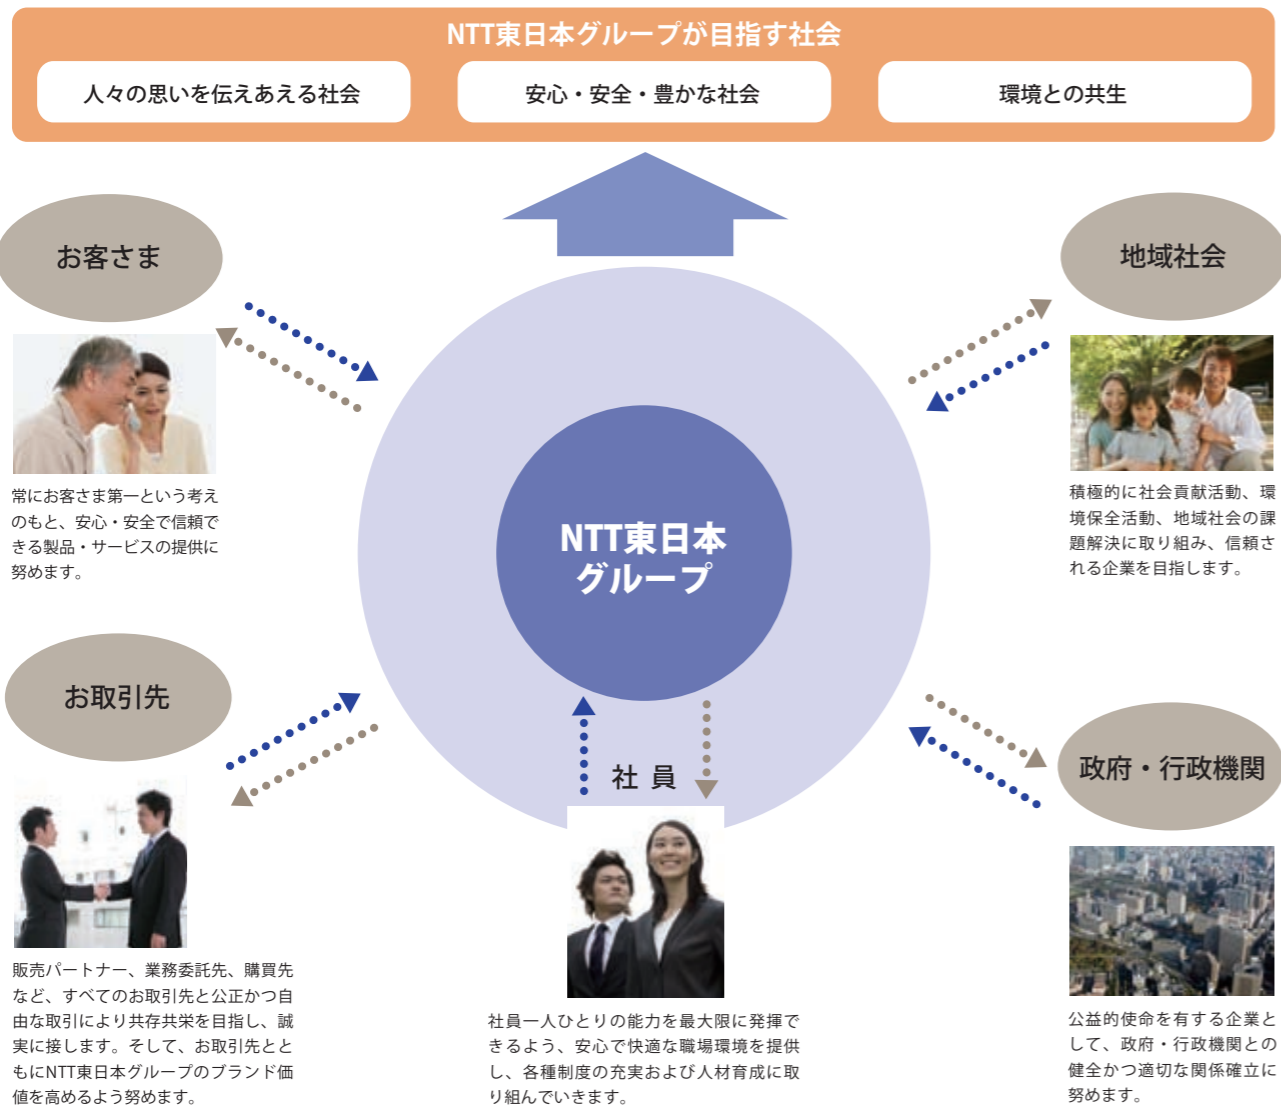 NTT東日本グループが目指す社会
人々の思いを伝えあえる社会
安心・安全・豊かな社会
環境との共生
お客さま
常にお客さま第一という考え
のもと、安心・安全で信頼で
きる製品・サービスの提供に
努めます。
地域社会
積極的に社会貢献活動、環
境保全活動、地域社会の課
題解決に取り組み、信頼さ
れる企業を目指します。
NTT東日本
グループ
お取引先
販売パートナー、業務委託先、購買先
など、すべてのお取引先と公正かつ自
由な取引により共存共栄を目指し、誠
実に接します。そして、お取引先とと
もにNTT東日本グループのブランド価
値を高めるよう努めます。
社 員
社員一人ひとりの能力を最大限に発揮で
きるよう、安心で快適な職場環境を提供
し、各種制度の充実および人材育成に取
り組んでいきます。
政府・行政機関
公益的使命を有する企業と
して、政府・行政機関との
健全かつ適切な関係確立に
努めます。